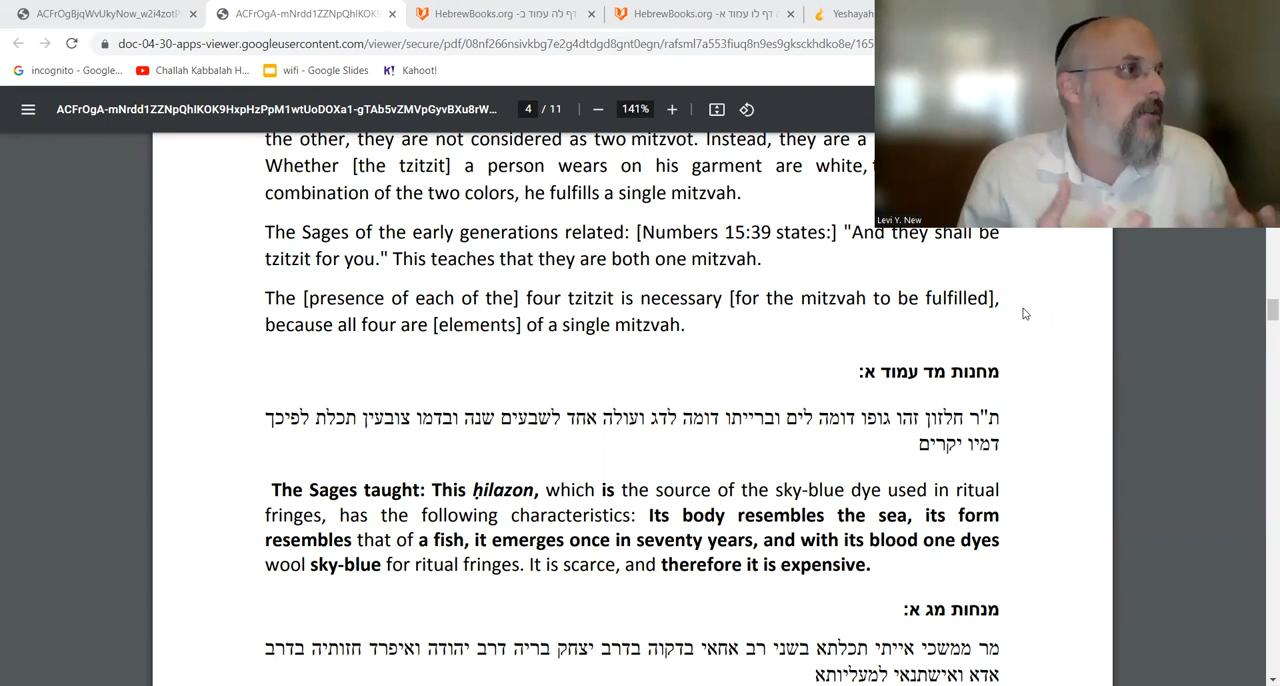 ACFrOgBjqWvUkyNow_w2i4zotP
ACFrOgA-mNrdd1ZZNpQhIKOK9
HebrewBooks.org - דף לה עמוד ב
HebrewBooks.org - דף לו עמוד א
Yeshayah
doc-04-30-apps-viewer.googleusercontent.com/viewer/secure/pdf/08nf266nsivkbg7e2g4dtdgd8gnt0egn/rafsml7a553fiuq8n9es9gksckhdko8e/165
incognito - Google...
Challah Kabbalah H...
wifi - Google Slides
Kahoot!
ACFrOgA-mNrdd1ZZNpQhIKOK9HxpHzPpM1wtUoDOXa1-gTAb5vZMVpGyvBXu8rW...
4 / 11
141%
Levi Y. New
the other, they are not considered as two mitzvot. Instead, they are a
Whether [the tzitzit] a person wears on his garment are white,
combination of the two colors, he fulfills a single mitzvah.
The Sages of the early generations related: [Numbers 15:39 states:] "And they shall be
tzitzit for you." This teaches that they are both one mitzvah.
The [presence of each of the] four tzitzit is necessary [for the mitzvah to be fulfilled],
because all four are [elements] of a single mitzvah.
מחנות מד עמוד א:
ת"ר חלזון זהו גופו דומה לים וברייתו דומה לדג ועולה אחד לשבעים שנה ובדמו צובעין תכלת לפיכך
דמיו יקרים
The Sages taught: This ḥilazon, which is the source of the sky-blue dye used in ritual
fringes, has the following characteristics: Its body resembles the sea, its form
resembles that of a fish, it emerges once in seventy years, and with its blood one dyes
wool sky-blue for ritual fringes. It is scarce, and therefore it is expensive.
מנחות מג א:
מר ממשכי אייתי תכלתא בשני רב אחאי בדקוה בדרב יצחק בריה דרב יהודה ואיפרד חזותיה בדרב
אדא ואישתנאי למעליותא